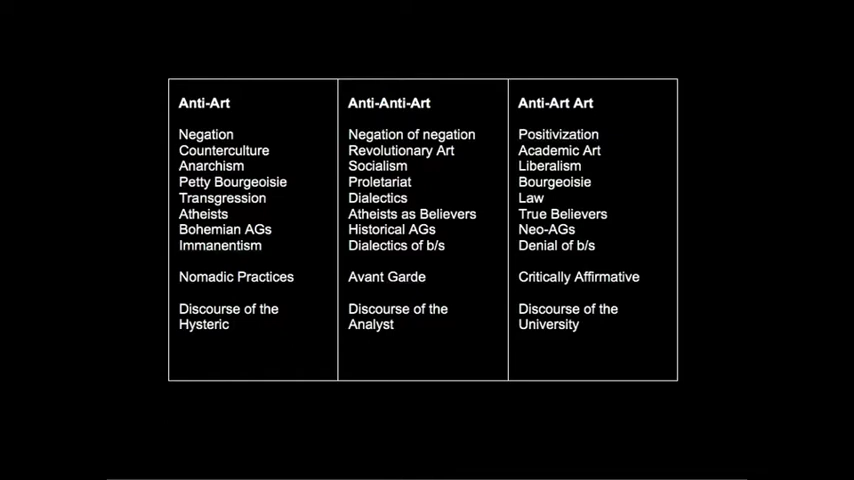 Anti-Art
Negation
Counterculture
Anarchism
Petty Bourgeoisie
Transgression
Atheists
Bohemian AGs
Immanentism
Nomadic Practices
Discourse of the
Hysteric
Anti-Anti-Art
Negation of negation
Revolutionary Art
Socialism
Proletariat
Dialectics
Atheists as Believers
Historical AGs
Dialectics of b/s
Avant Garde
Discourse of the
Analyst
Anti-Art Art
Positivization
Academic Art
Liberalism
Bourgeoisie
Law
True Believers
Neo-AGs
Denial of b/s
Critically Affirmative
Discourse of the
University